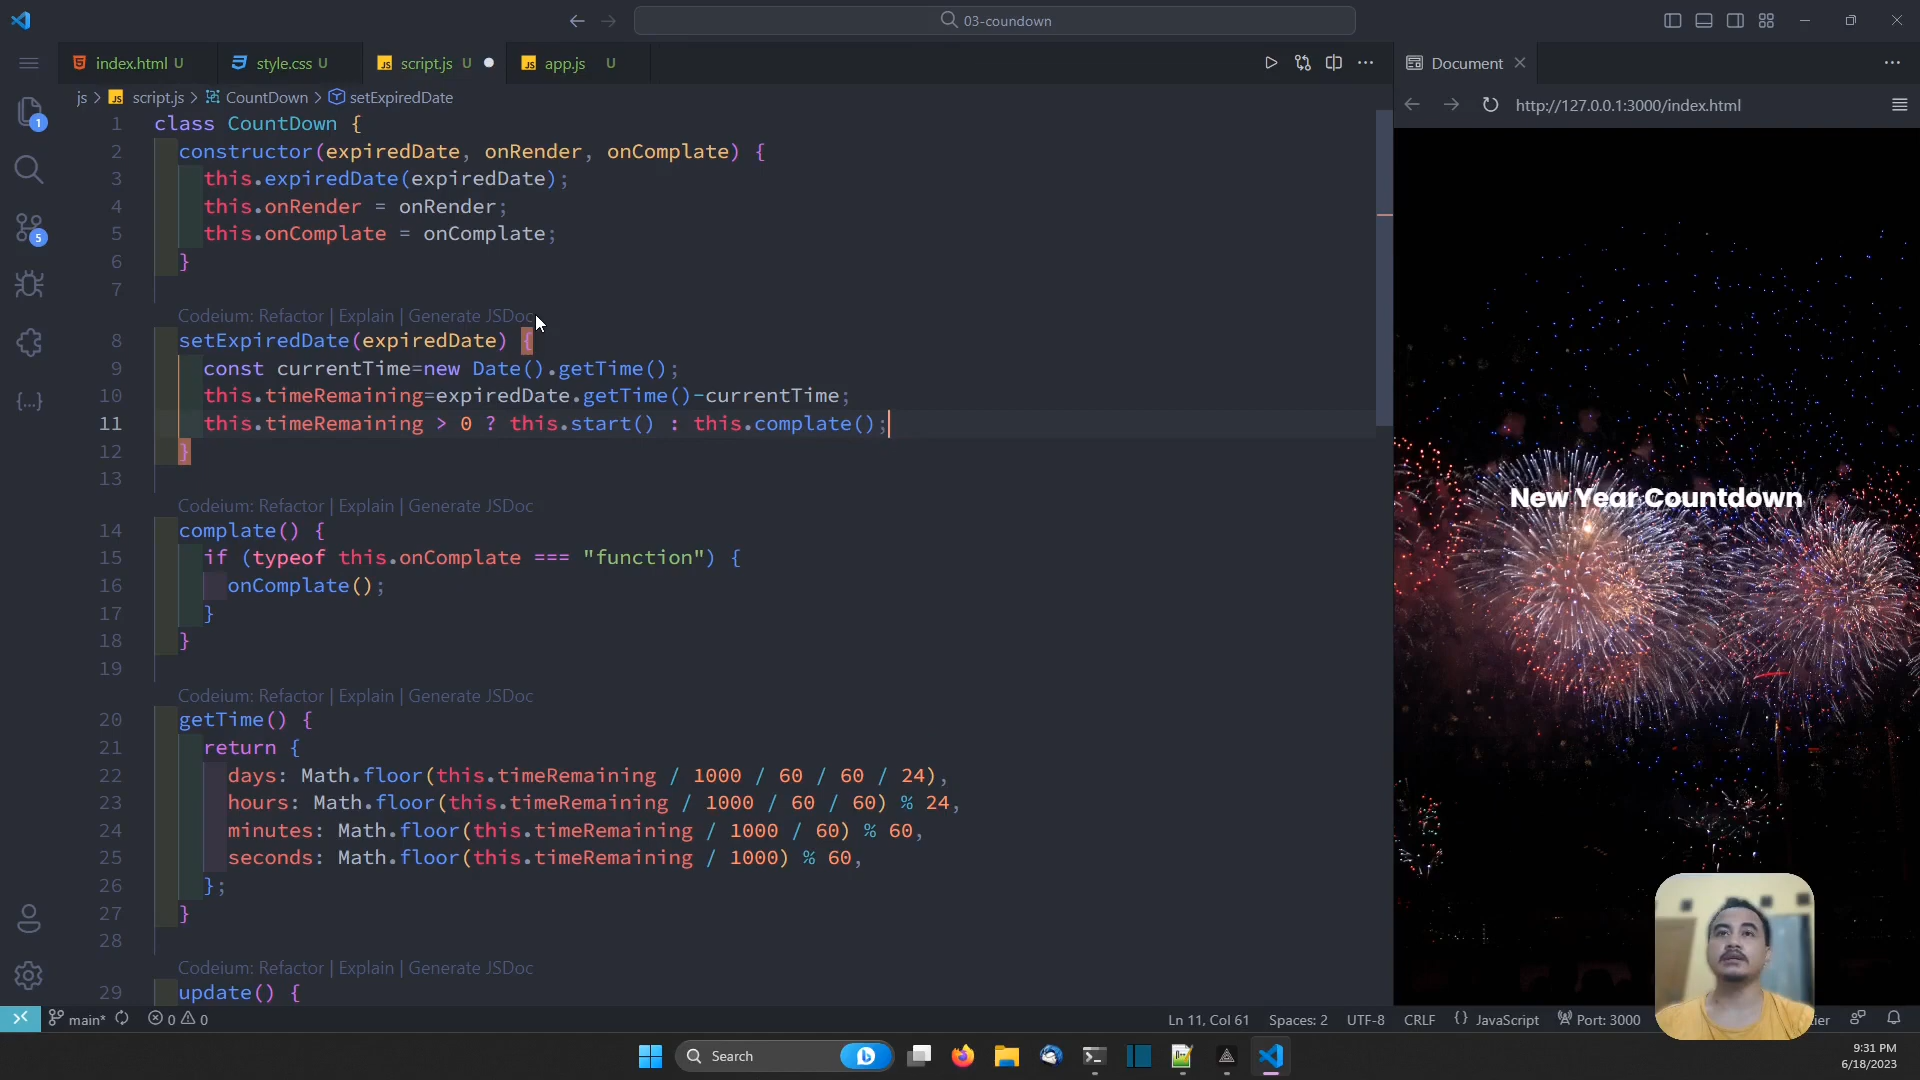 03-coundown
index.html U
style.css U
script.js U
app.js U
Document
js > script.js > CountDown > setExpiredDate
http://127.0.0.1:3000/index.html
1 class CountDown {
2 constructor(expiredDate, onRender, onComplate) {
3 this.expiredDate(expiredDate);
4 this.onRender = onRender;
5 this.onComplate = onComplate;
6 }
7
Codeium: Refactor | Explain | Generate JSDoc
8 setExpiredDate(expiredDate) {
9 const currentTime=new Date().getTime();
10 this.timeRemaining=expiredDate.getTime()-currentTime;
11 this.timeRemaining > 0 ? this.start() : this.complate();
12 }
13
Codeium: Refactor | Explain | Generate JSDoc
14 complate() {
15 if (typeof this.onComplate === "function") {
16 onComplate();
17 }
18 }
19
Codeium: Refactor | Explain | Generate JSDoc
20 getTime() {
21 return {
22 days: Math.floor(this.timeRemaining / 1000 / 60 / 60 / 24),
23 hours: Math.floor(this.timeRemaining / 1000 / 60 / 60) % 24,
24 minutes: Math.floor(this.timeRemaining / 1000 / 60) % 60,
25 seconds: Math.floor(this.timeRemaining / 1000) % 60,
26 };
27 }
28
Codeium: Refactor | Explain | Generate JSDoc
29 update() {
New Year Countdown
1
5
main* 0 0
Ln 11, Col 61 Spaces: 2 UTF-8 CRLF {} JavaScript Port: 3000
Search
9:31 PM
6/18/2023